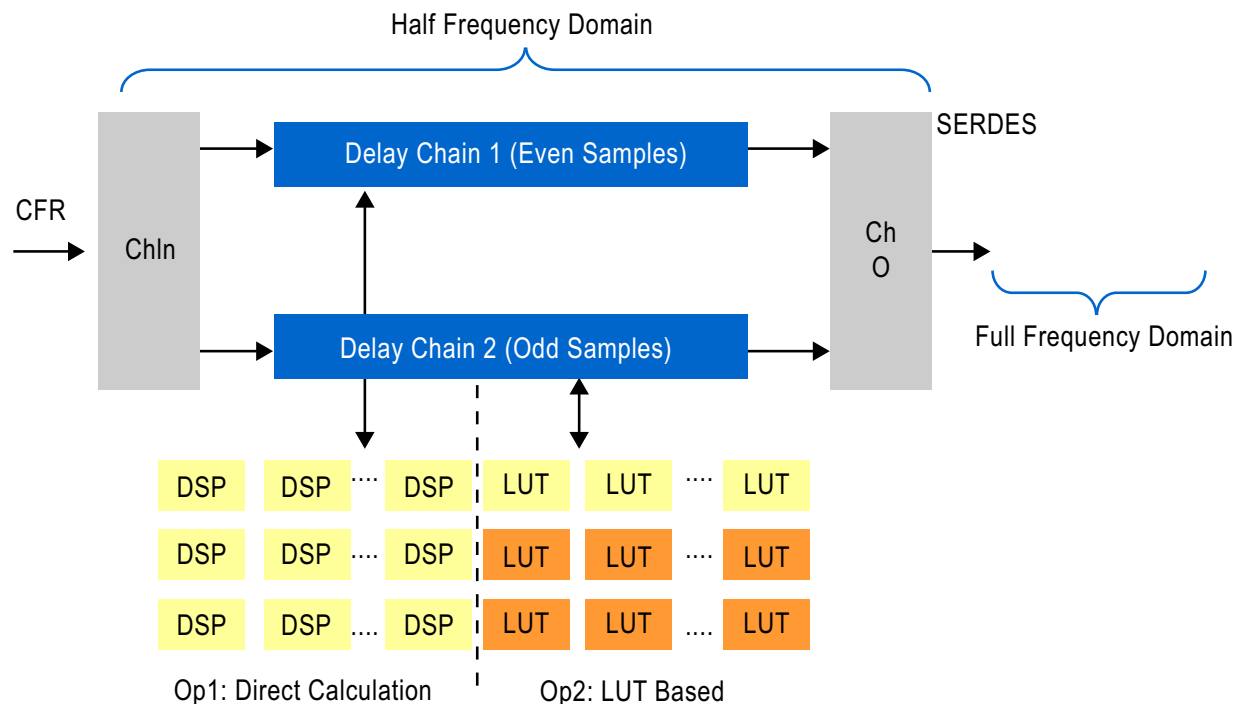 Half Frequency Domain
SERDES
Delay Chain 1 (Even Samples)
CFR
ChIn
Ch
O
Delay Chain 2 (Odd Samples)
Full Frequency Domain
DSP DSP .... DSP LUT LUT .... LUT
DSP DSP .... DSP LUT LUT .... LUT
DSP DSP .... DSP LUT LUT .... LUT
Op1: Direct Calculation
Op2: LUT Based